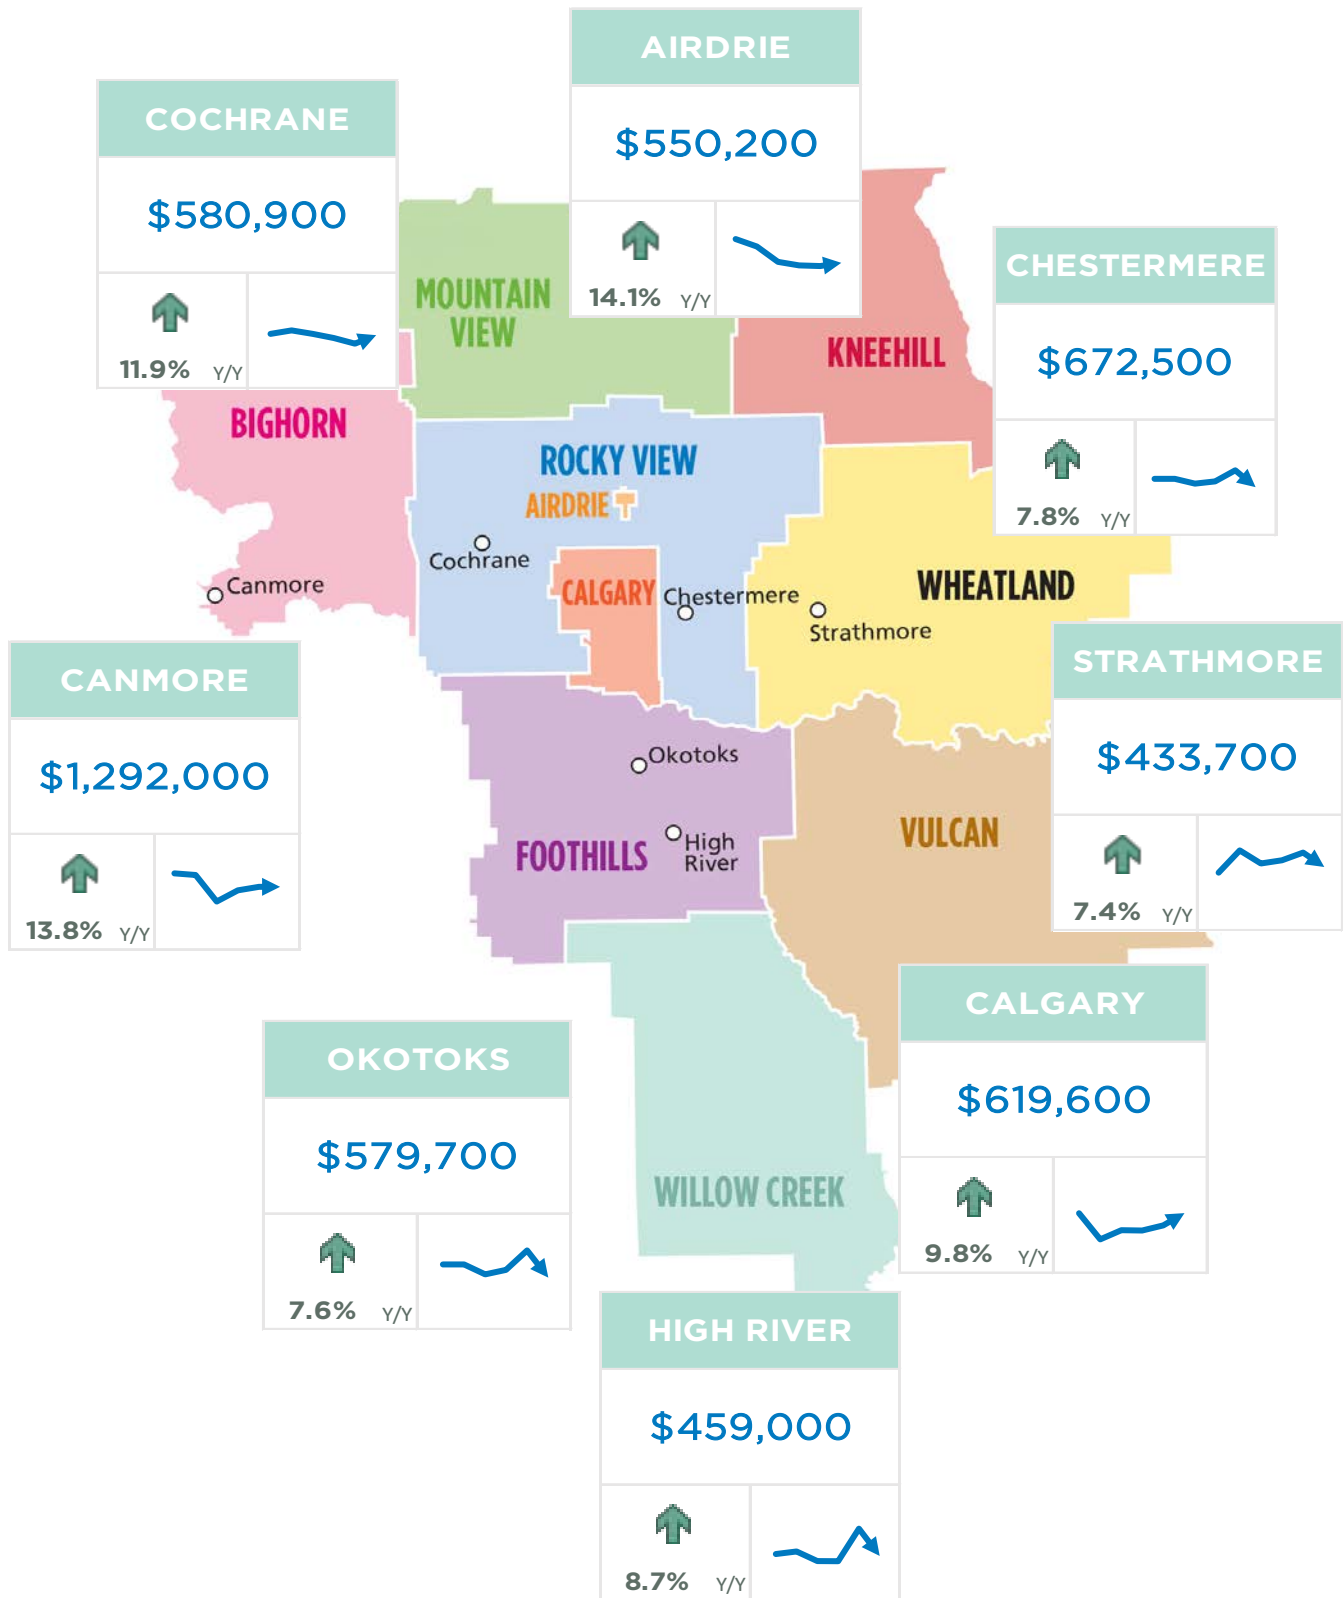 AIRDRIE
$550,200
14.1% Y/Y
COCHRANE
$580,900
11.9% Y/Y
CHESTERMERE
$672,500
7.8% Y/Y
MOUNTAIN
VIEW
KNEEHILL
BIGHORN
ROCKY VIEW
AIRDRIE
Cochrane
CALGARY
Chestermere
Canmore
WHEATLAND
Strathmore
CANMORE
$1,292,000
13.8% Y/Y
STRATHMORE
$433,700
7.4% Y/Y
Okotoks
High
River
FOOTHILLS
VULCAN
CALGARY
$619,600
9.8% Y/Y
OKOTOKS
$579,700
7.6% Y/Y
WILLOW CREEK
HIGH RIVER
$459,000
8.7% Y/Y